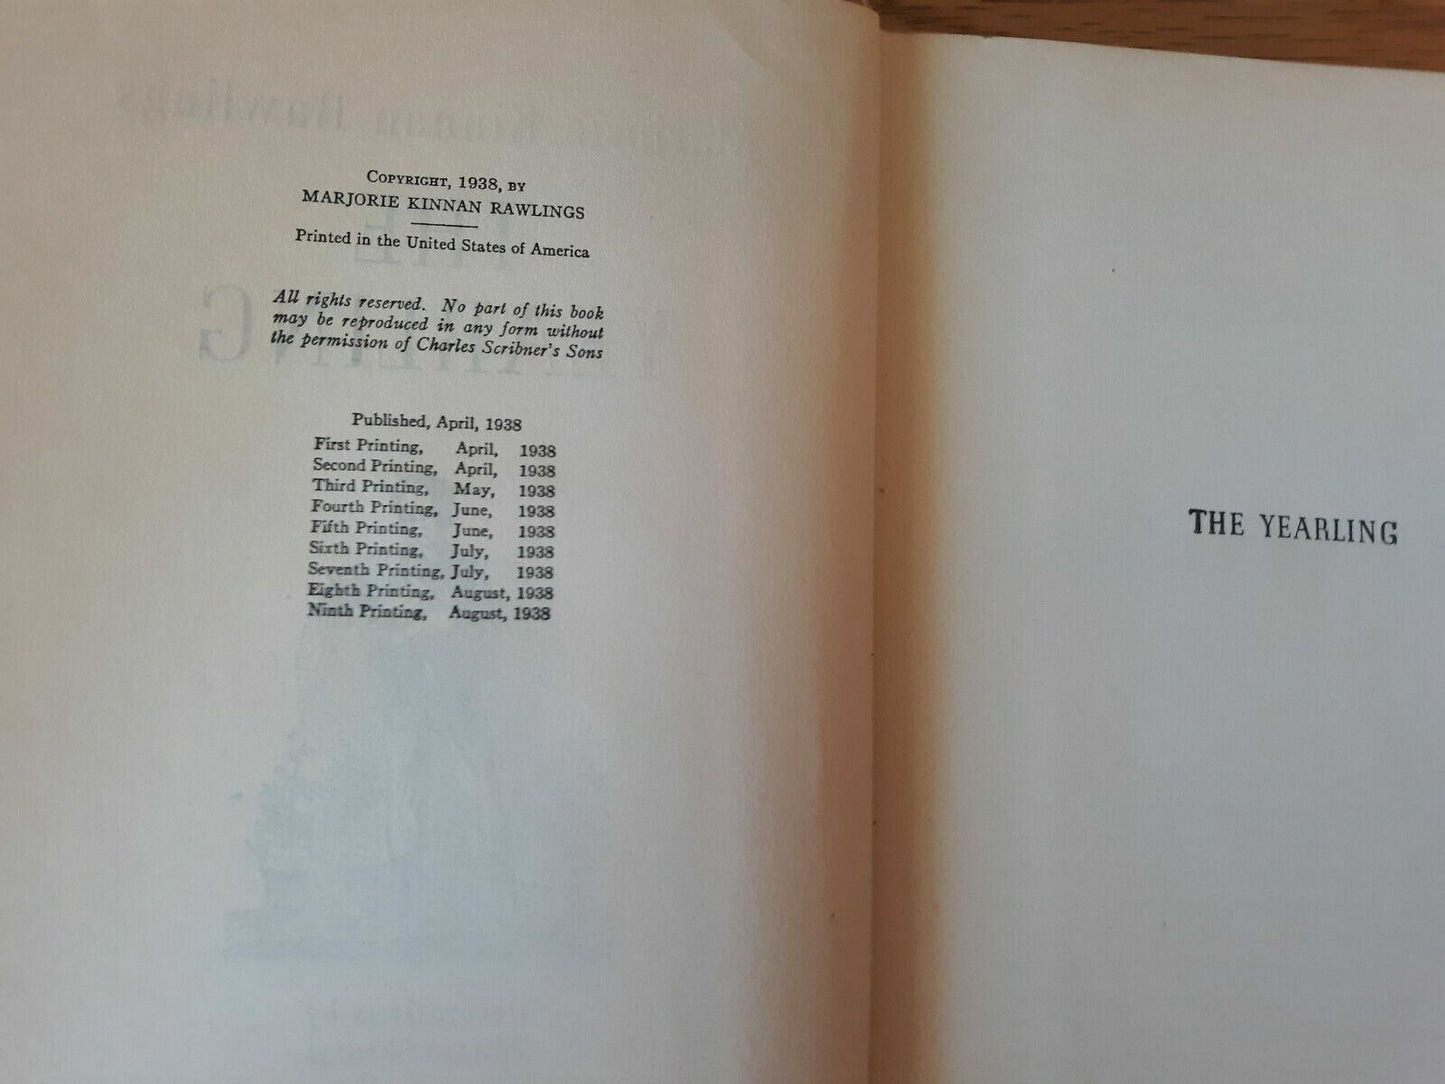 COPYRIGHT, 1938, BY
MARJORIE KINNAN RAWLINGS
Printed in the United States of America
All rights reserved. No part of this book
may be reproduced in any form without
the permission of Charles Scribner's Sons
Published, April, 1938
First Printing, April, 1938
Second Printing, April, 1938
Third Printing, May, 1938
Fourth Printing, June, 1938
Fifth Printing, June, 1938
Sixth Printing, July, 1938
Seventh Printing, July, 1938
Eighth Printing, August, 1938
Ninth Printing, August, 1938
THE YEARLING